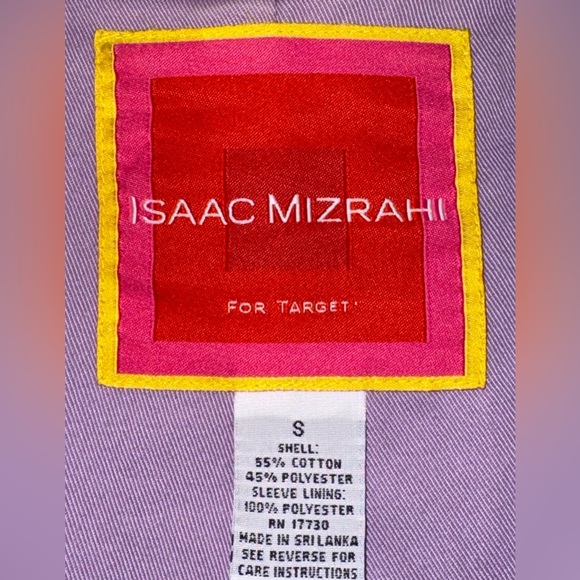 ISAAC MIZRAHI
FOR TARGET
S
SHELL:
55% COTTON
45% POLYESTER
SLEEVE LINING:
100% POLYESTER
RN 17730
MADE IN SRI LANKA
SEE REVERSE FOR
CARE INSTRUCTIONS